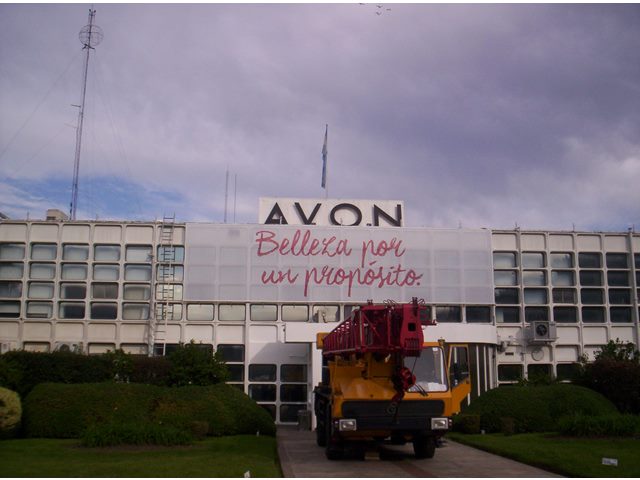 AVON
Belleza por
un propósito.